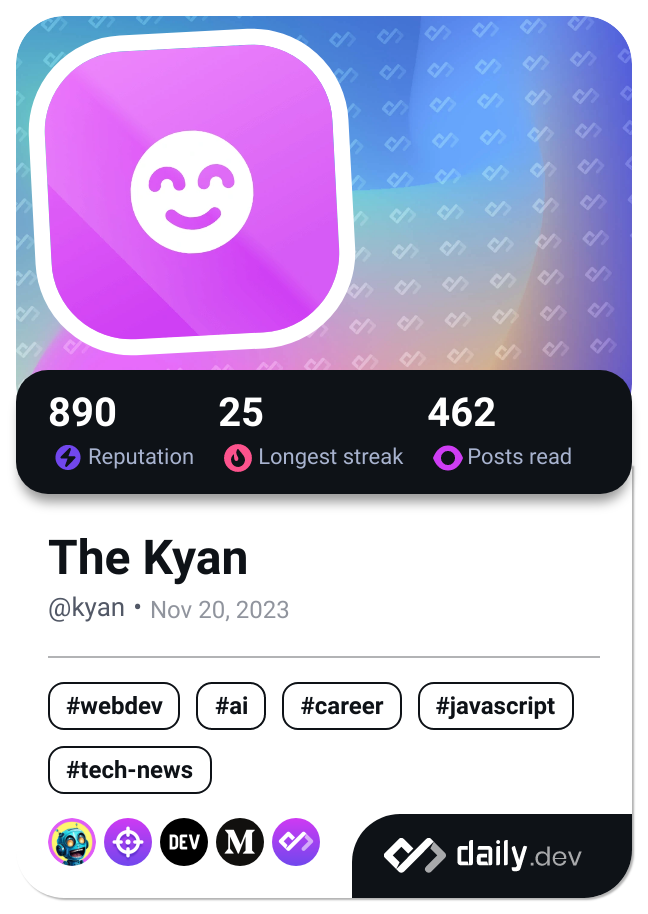 890 25 462
Reputation Longest streak Posts read
The Kyan
@kyan • Nov 20, 2023
#webdev #ai #career #javascript
#tech-news
DEV M daily.dev